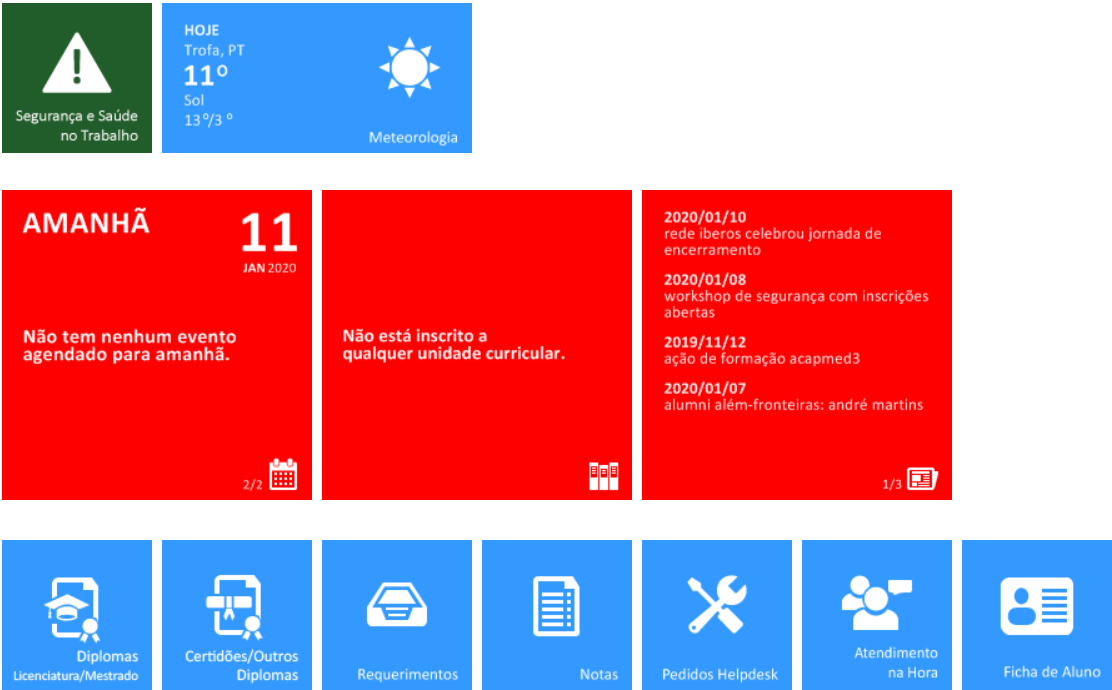 Segurança e Saúde
no Trabalho
HOJE
Trofa, PT
11º
Sol
13º/3 º
Meteorologia
AMANHÃ
11
JAN 2020
Não tem nenhum evento
agendado para amanhã.
2/2
Não está inscrito a
qualquer unidade curricular.
2020/01/10
rede iberos celebrou jornada de
encerramento
2020/01/08
workshop de segurança com inscrições
abertas
2019/11/12
ação de formação acapmed3
2020/01/07
alumni além-fronteiras: andré martins
1/3
Diplomas
Licenciatura/Mestrado
Certidões/Outros
Diplomas
Requerimentos
Notas
Pedidos Helpdesk
Atendimento
na Hora
Ficha de Aluno